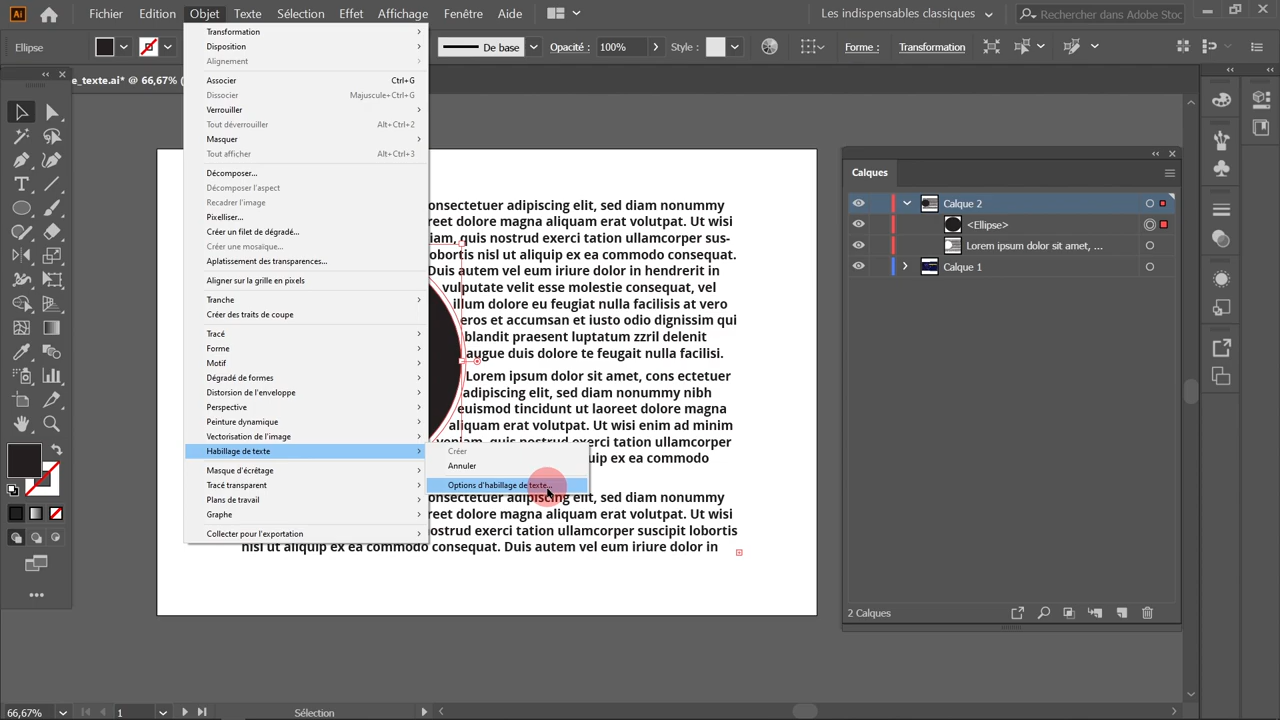 Ai
Fichier Edition Objet Texte Sélection Effet Affichage Fenêtre Aide Les indispensables classiques Rechercher dans Adobe Stoc
Ellipse De base Opacité : 100% Style : Forme : Transformation
e_texte.ai* @ 66,67% (
Transformation
Disposition
Alignement
Associer Ctrl+G
Dissocier Majuscule+Ctrl+G
Verrouiller
Tout déverrouiller Alt+Ctrl+2
Masquer
Tout afficher Alt+Ctrl+3
Décomposer...
Décomposer l'aspect
Recadrer l'image
Pixelliser...
Créer un filet de dégradé...
Créer une mosaïque...
Aplatissement des transparences...
Aligner sur la grille en pixels
Tranche
Créer des traits de coupe
Tracé
Forme
Motif
Dégradé de formes
Distorsion de l'enveloppe
Perspective
Peinture dynamique
Vectorisation de l'image
Habillage de texte
Masque d'écrêtage
Tracé transparent
Plans de travail
Graphe
Collecter pour l'exportation
Créer
Annuler
Options d'habillage de texte...
onsectetuer adipiscing elit, sed diam nonummy
reet dolore magna aliquam erat volutpat. Ut wisi
iam, quis nostrud exerci tation ullamcorper sus-
obortis nisl ut aliquip ex ea commodo consequat.
Duis autem vel eum iriure dolor in hendrerit in
vulputate velit esse molestie consequat, vel
illum dolore eu feugiat nulla facilisis at vero
eros et accumsan et iusto odio dignissim qui
blandit praesent luptatum zzril delenit
augue duis dolore te feugait nulla facilisi.
Lorem ipsum dolor sit amet, cons ectetuer
adipiscing elit, sed diam nonummy nibh
euismod tincidunt ut laoreet dolore magna
aliquam erat volutpat. Ut wisi enim ad minim
veniam, quis nostrud exerci tation ullamcorper
nisl ut aliquip ex ea commodo
onsectetuer adipiscing elit, sed diam nonummy
reet dolore magna aliquam erat volutpat. Ut wisi
ostrud exerci tation ullamcorper suscipit lobortis
nisl ut aliquip ex ea commodo consequat. Duis autem vel eum iriure dolor in
Calques
Calque 2
<Ellipse>
Lorem ipsum dolor sit amet, ...
Calque 1
2 Calques
66,67% 1 Sélection